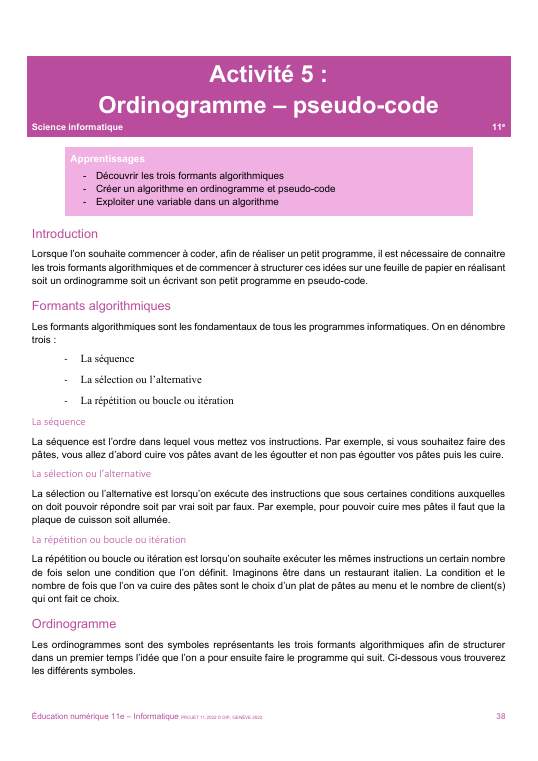 Activité 5 :
Ordinogramme – pseudo-code
Science informatique 11e
Apprentissages
- Découvrir les trois formants algorithmiques
- Créer un algorithme en ordinogramme et pseudo-code
- Exploiter une variable dans un algorithme
Introduction
Lorsque l'on souhaite commencer à coder, afin de réaliser un petit programme, il est nécessaire de connaitre
les trois formants algorithmiques et de commencer à structurer ces idées sur une feuille de papier en réalisant
soit un ordinogramme soit un écrivant son petit programme en pseudo-code.
Formants algorithmiques
Les formants algorithmiques sont les fondamentaux de tous les programmes informatiques. On en dénombre
trois :
- La séquence
- La sélection ou l'alternative
- La répétition ou boucle ou itération
La séquence
La séquence est l'ordre dans lequel vous mettez vos instructions. Par exemple, si vous souhaitez faire des
pâtes, vous allez d'abord cuire vos pâtes avant de les égoutter et non pas égoutter vos pâtes puis les cuire.
La sélection ou l'alternative
La sélection ou l'alternative est lorsqu'on exécute des instructions que sous certaines conditions auxquelles
on doit pouvoir répondre soit par vrai soit par faux. Par exemple, pour pouvoir cuire mes pâtes il faut que la
plaque de cuisson soit allumée.
La répétition ou boucle ou itération
La répétition ou boucle ou itération est lorsqu'on souhaite exécuter les mêmes instructions un certain nombre
de fois selon une condition que l'on définit. Imaginons être dans un restaurant italien. La condition et le
nombre de fois que l'on va cuire des pâtes sont le choix d'un plat de pâtes au menu et le nombre de client(s)
qui ont fait ce choix.
Ordinogramme
Les ordinogrammes sont des symboles représentants les trois formants algorithmiques afin de structurer
dans un premier temps l'idée que l'on a pour ensuite faire le programme qui suit. Ci-dessous vous trouverez
les différents symboles.
Éducation numérique 11e – Informatique PROJET 11.2022 © DIP, GENÈVE 2022 38